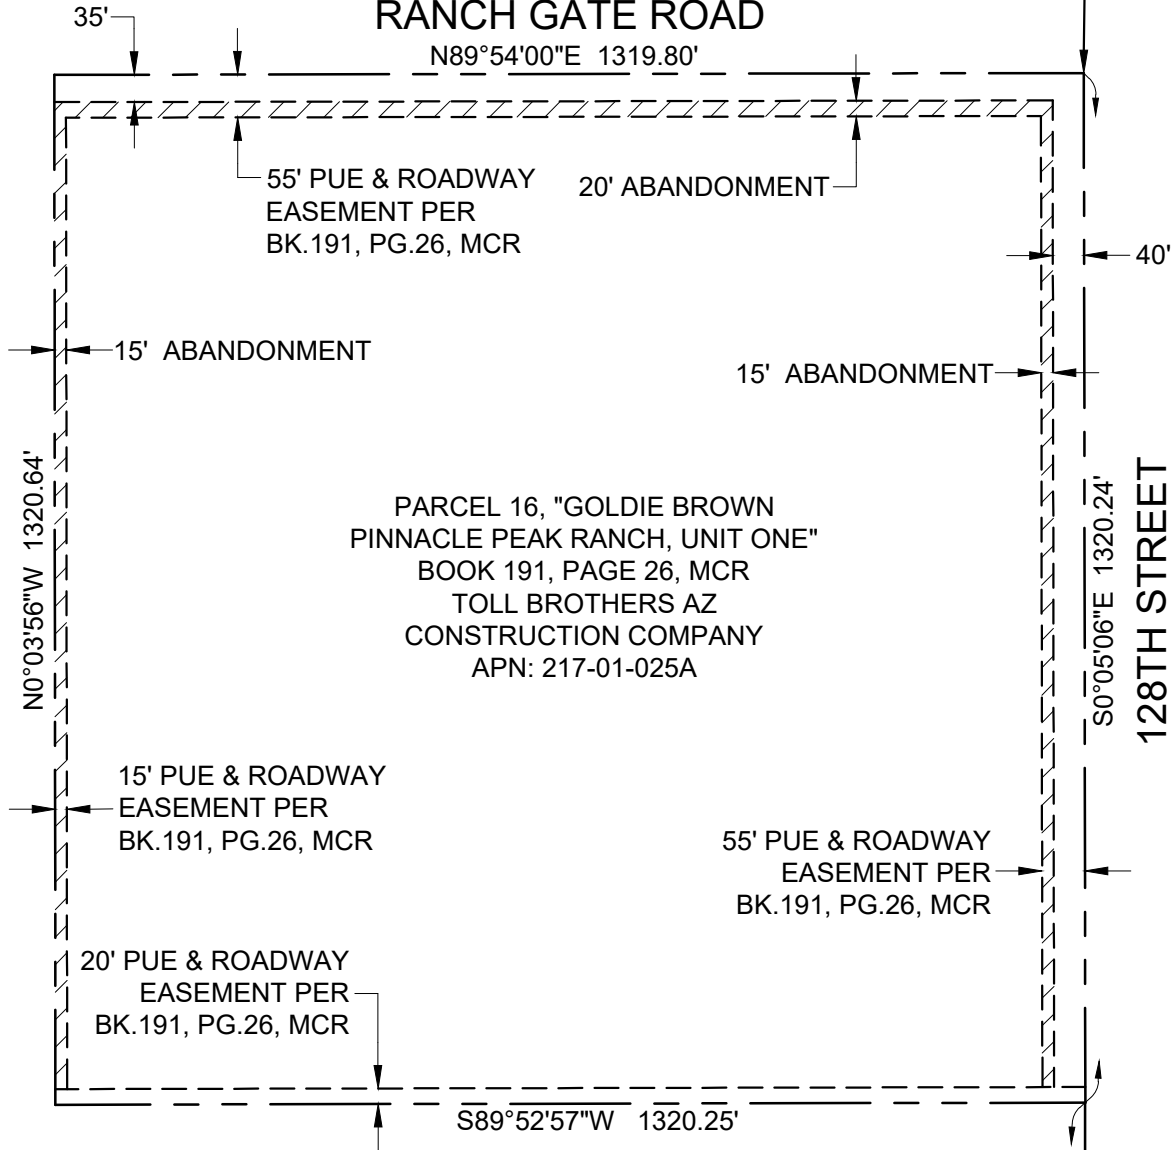 RANCH GATE ROAD
35'
N89°54'00"E 1319.80'
55' PUE & ROADWAY
EASEMENT PER
BK.191, PG.26, MCR
20' ABANDONMENT
40'
15' ABANDONMENT
15' ABANDONMENT
N0°03'56"W 1320.64'
PARCEL 16, "GOLDIE BROWN
PINNACLE PEAK RANCH, UNIT ONE"
BOOK 191, PAGE 26, MCR
TOLL BROTHERS AZ
CONSTRUCTION COMPANY
APN: 217-01-025A
S0°05'06"E 1320.24'
128TH STREET
15' PUE & ROADWAY
EASEMENT PER
BK.191, PG.26, MCR
55' PUE & ROADWAY
EASEMENT PER
BK.191, PG.26, MCR
20' PUE & ROADWAY
EASEMENT PER
BK.191, PG.26, MCR
S89°52'57"W 1320.25'